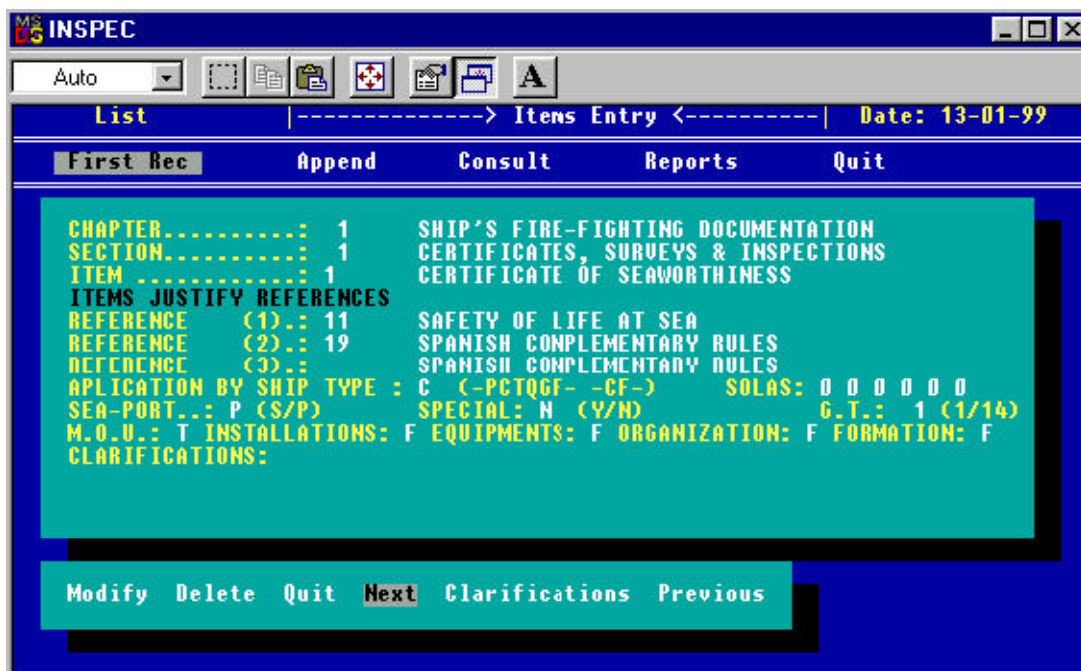 INSPEC
Auto A
List |--------------> Items Entry <----------| Date: 13-01-99
First Rec Append Consult Reports Quit
CHAPTER..........: 1 SHIP'S FIRE-FIGHTING DOCUMENTATION
SECTION..........: 1 CERTIFICATES, SURVEYS & INSPECTIONS
ITEM ............: 1 CERTIFICATE OF SEAWORTHINESS
ITEMS JUSTIFY REFERENCES
REFERENCE (1).: 11 SAFETY OF LIFE AT SEA
REFERENCE (2).: 19 SPANISH CONPLEMENTARY RULES
REFERENCE (3).: SPANISH CONPLEMENTARY RULES
APLICATION BY SHIP TYPE : C (-PCTQGF- -CF-) SOLAS: 0 0 0 0 0 0
SEA-PORT..: P (S/P) SPECIAL: N (Y/N) G.T.: 1 (1/14)
M.O.U.: T INSTALLATIONS: F EQUIPMENTS: F ORGANIZATION: F FORMATION: F
CLARIFICATIONS:
Modify Delete Quit Next Clarifications Previous